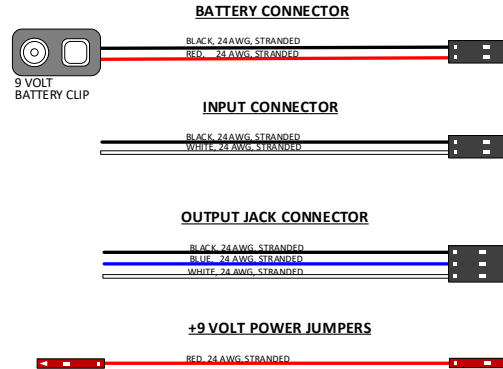 BATTERY CONNECTOR
BLACK, 24 AWG, STRANDED
RED, 24 AWG, STRANDED
9 VOLT
BATTERY CLIP
INPUT CONNECTOR
BLACK, 24 AWG, STRANDED
WHITE, 24 AWG, STRANDED
OUTPUT JACK CONNECTOR
BLACK, 24 AWG, STRANDED
BLUE, 24 AWG, STRANDED
WHITE, 24 AWG, STRANDED
+9 VOLT POWER JUMPERS
RED, 24 AWG, STRANDED